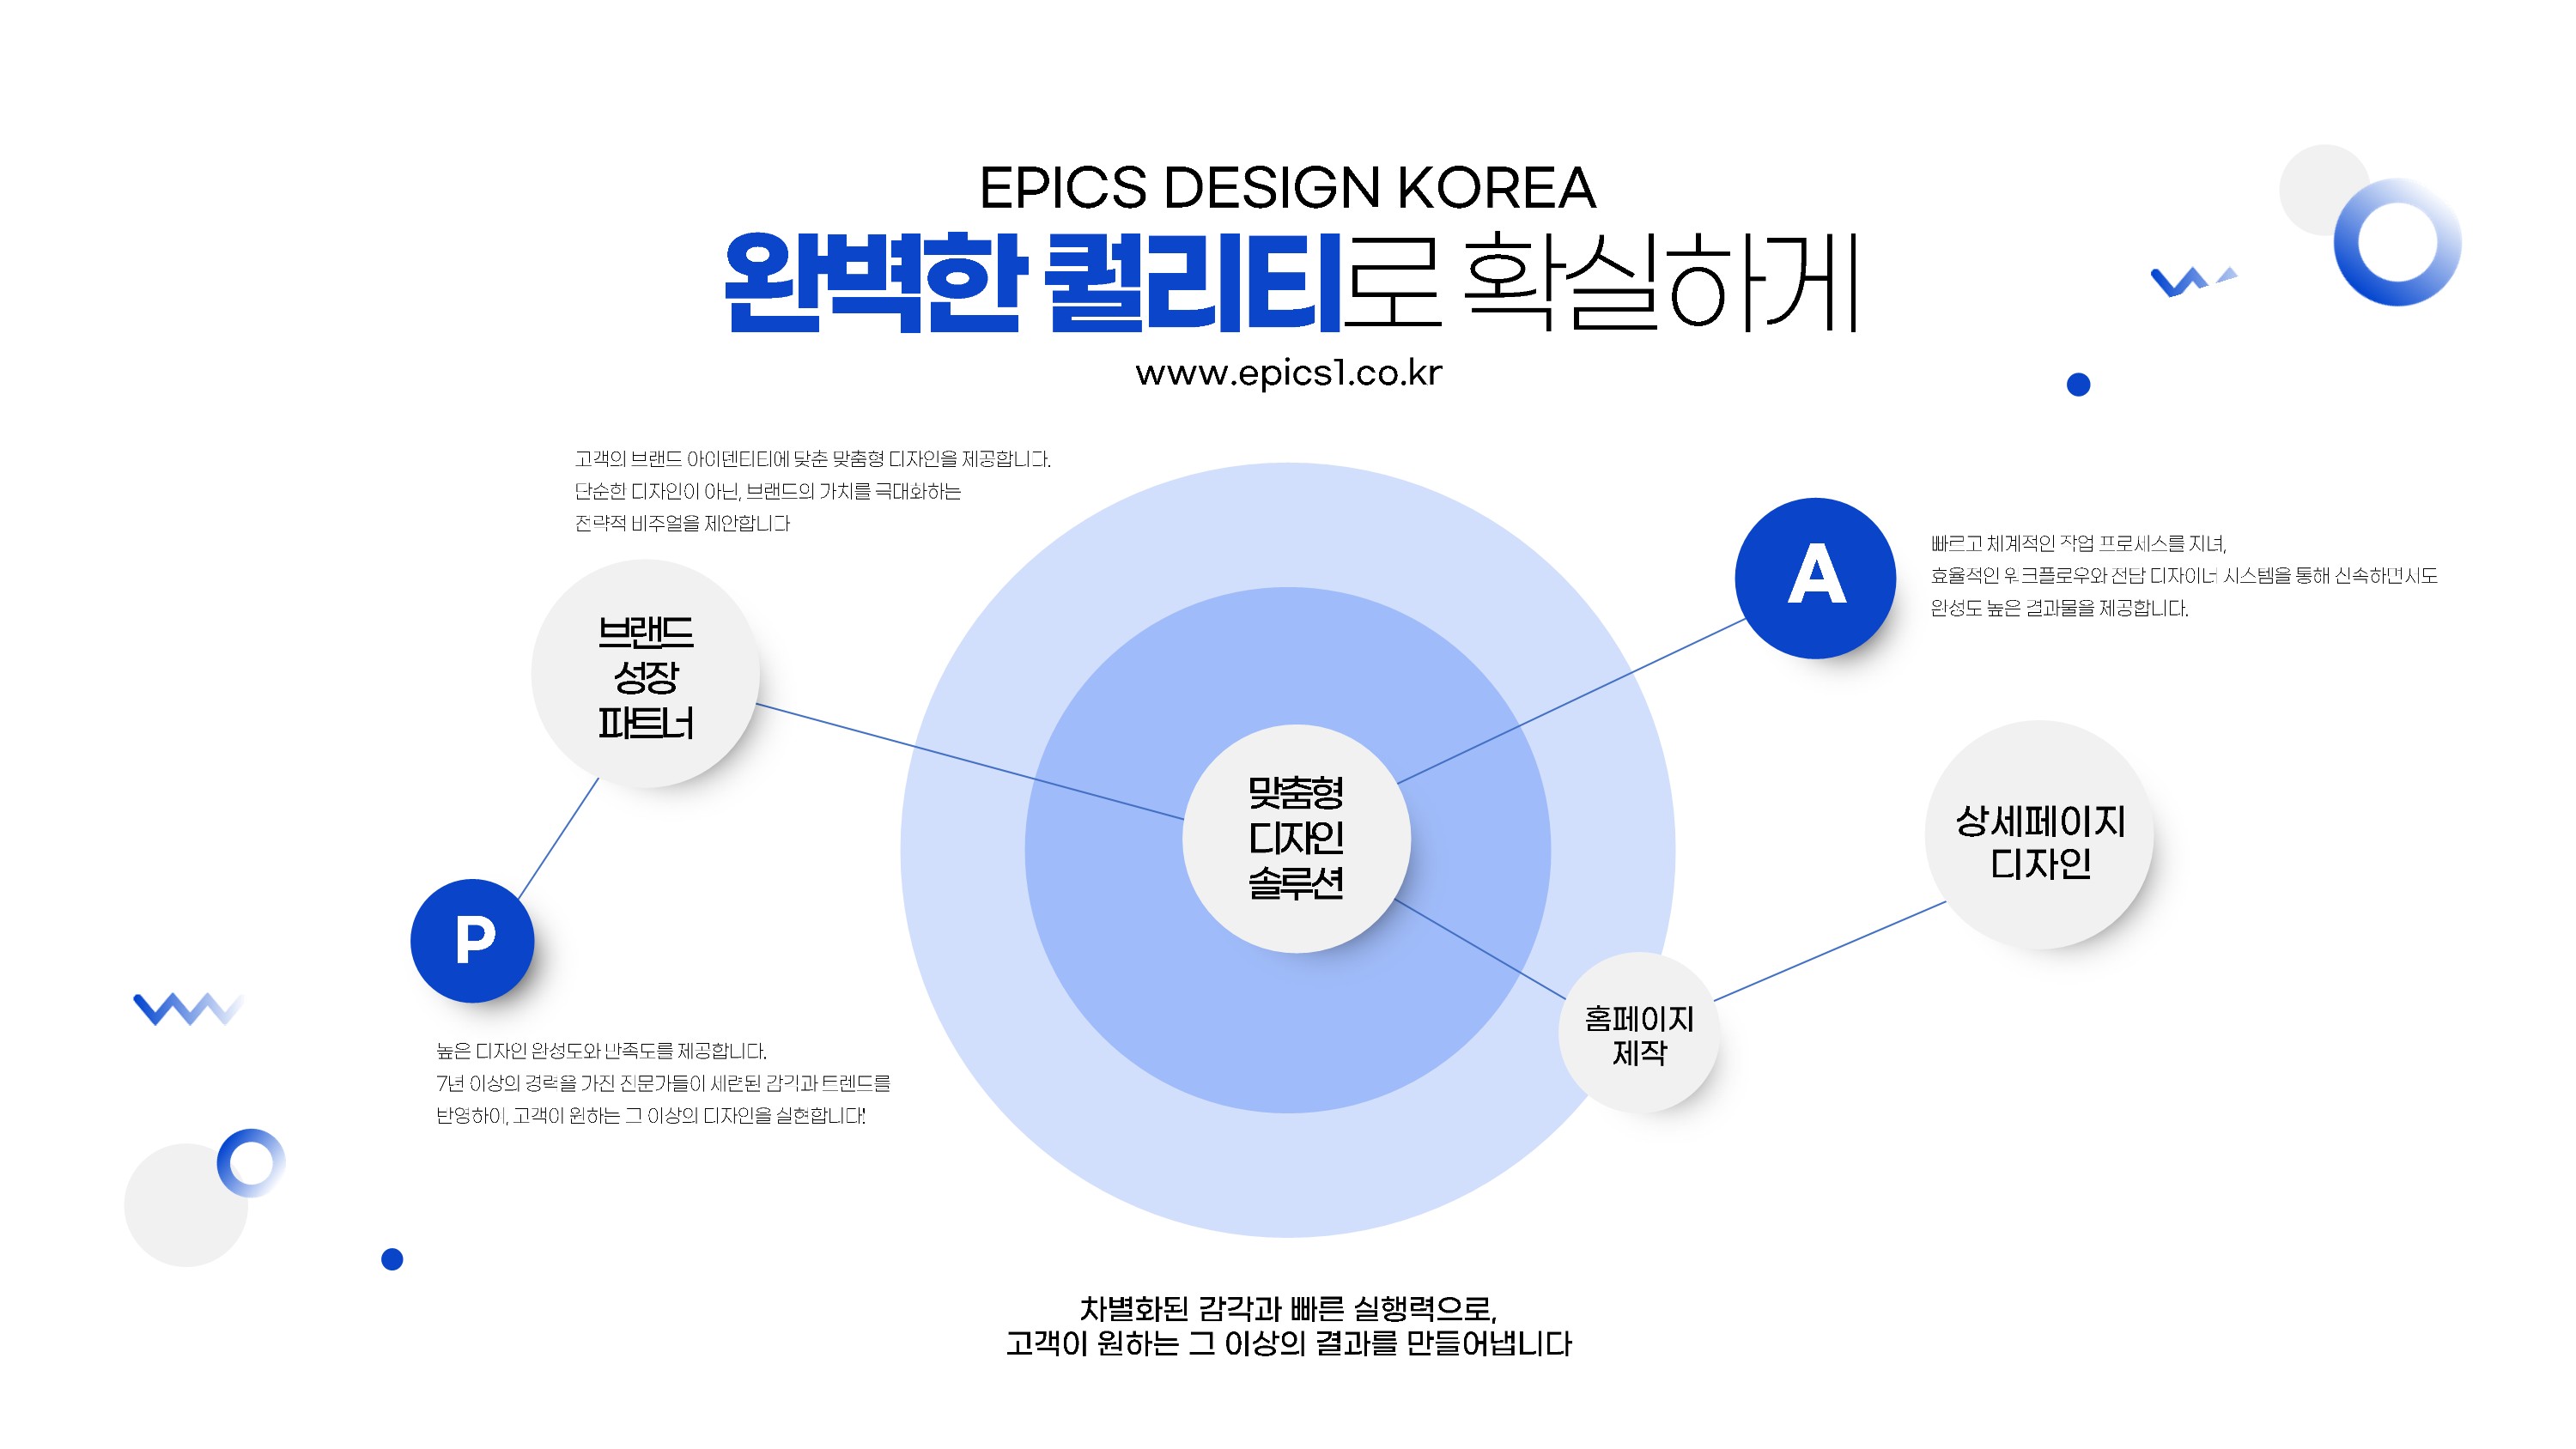 EPICS DESIGN KOREA
완벽한 퀄리티로 확실하게
www.epics1.co.kr
고객의 브랜드 아이덴티티에 맞춘 맞춤형 디자인을 제공합니다.
단순한 디자인이 아닌, 브랜드의 가치를 극대화하는
전략적 비주얼을 제안합니다
브랜드
성장
파트너
A
빠르고 체계적인 작업 프로세스를 지녀,
효율적인 워크플로우와 전담 디자이너 시스템을 통해 신속하면서도
완성도 높은 결과물을 제공합니다.
맞춤형
디자인
솔루션
상세페이지
디자인
P
홈페이지
제작
높은 디자인 완성도와 만족도를 제공합니다.
7년 이상의 경력을 가진 전문가들이 세련된 감각과 트렌드를
반영하여, 고객이 원하는 그 이상의 디자인을 실현합니다!
차별화된 감각과 빠른 실행력으로,
고객이 원하는 그 이상의 결과를 만들어냅니다